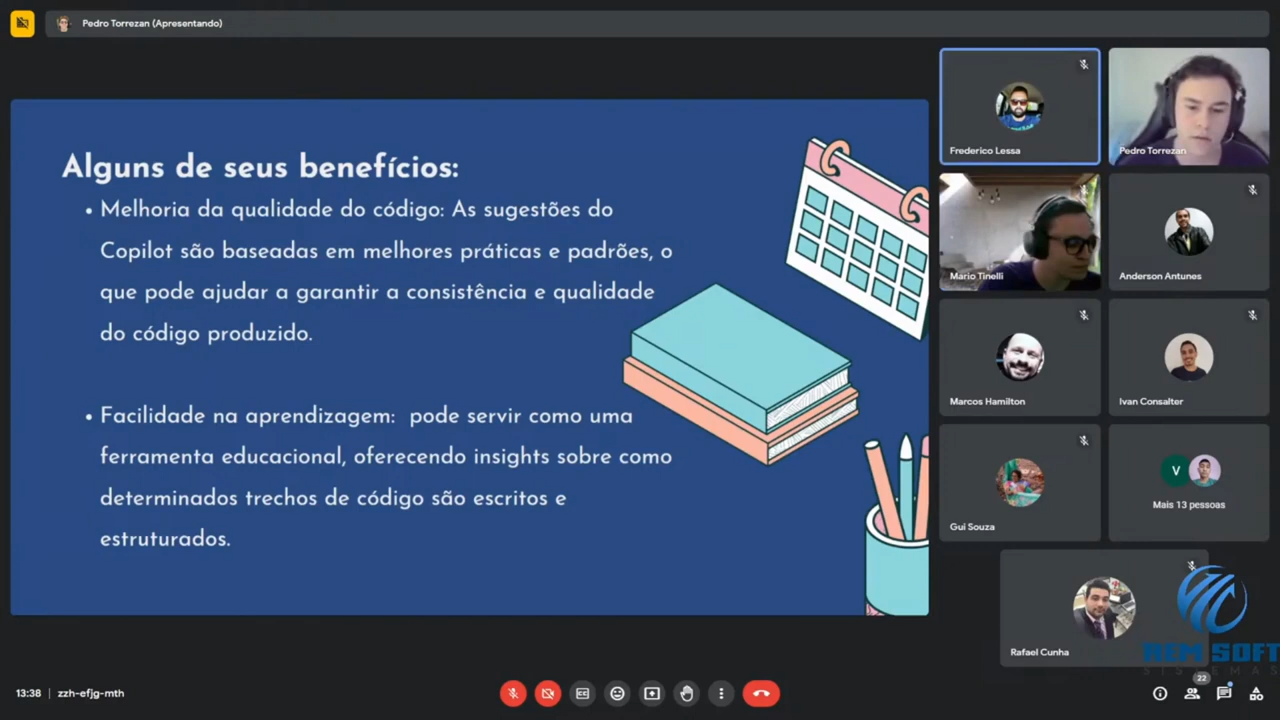 Pedro Torrezan (Apresentando)
Alguns de seus benefícios:
• Melhoria da qualidade do código: As sugestões do
Copilot são baseadas em melhores práticas e padrões, o
que pode ajudar a garantir a consistência e qualidade
do código produzido.
• Facilidade na aprendizagem: pode servir como uma
ferramenta educacional, oferecendo insights sobre como
determinados trechos de código são escritos e
estruturados.
Frederico Lessa
Pedro Torrezan
Mario Tinelli
Anderson Antunes
Marcos Hamilton
Ivan Consalter
Gui Souza
V
Mais 13 pessoas
Rafael Cunha
REM SOFT
SISTEMAS
13:38
zzh-efjg-mth
22